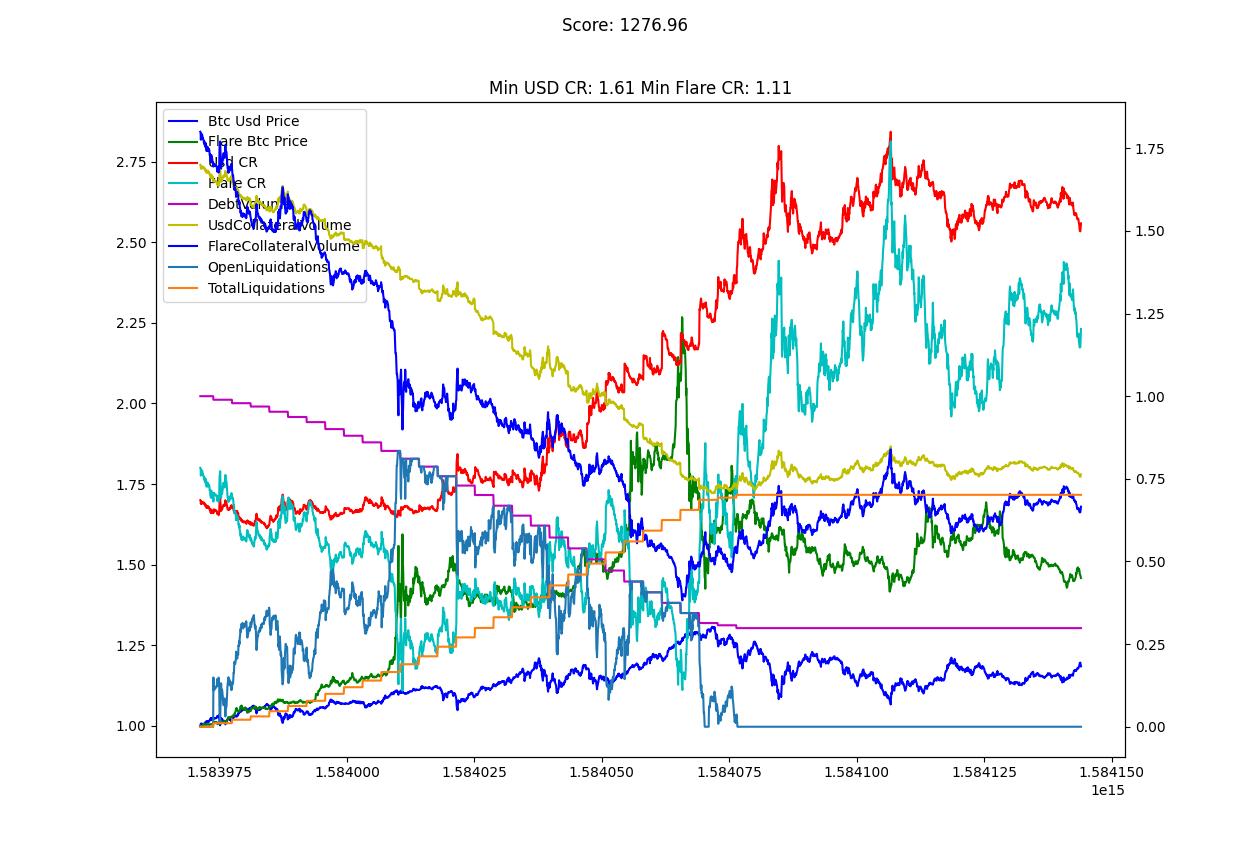 Score: 1276.96
Min USD CR: 1.61 Min Flare CR: 1.11
Btc Usd Price
Flare Btc Price
Usd CR
Flare CR
DebtVolume
UsdCollateralVolume
FlareCollateralVolume
OpenLiquidations
TotalLiquidations
2.75
2.50
2.25
2.00
1.75
1.50
1.25
1.00
1.75
1.50
1.25
1.00
0.75
0.50
0.25
0.00
1.583975
1.584000
1.584025
1.584050
1.584075
1.584100
1.584125
1.584150
1e15